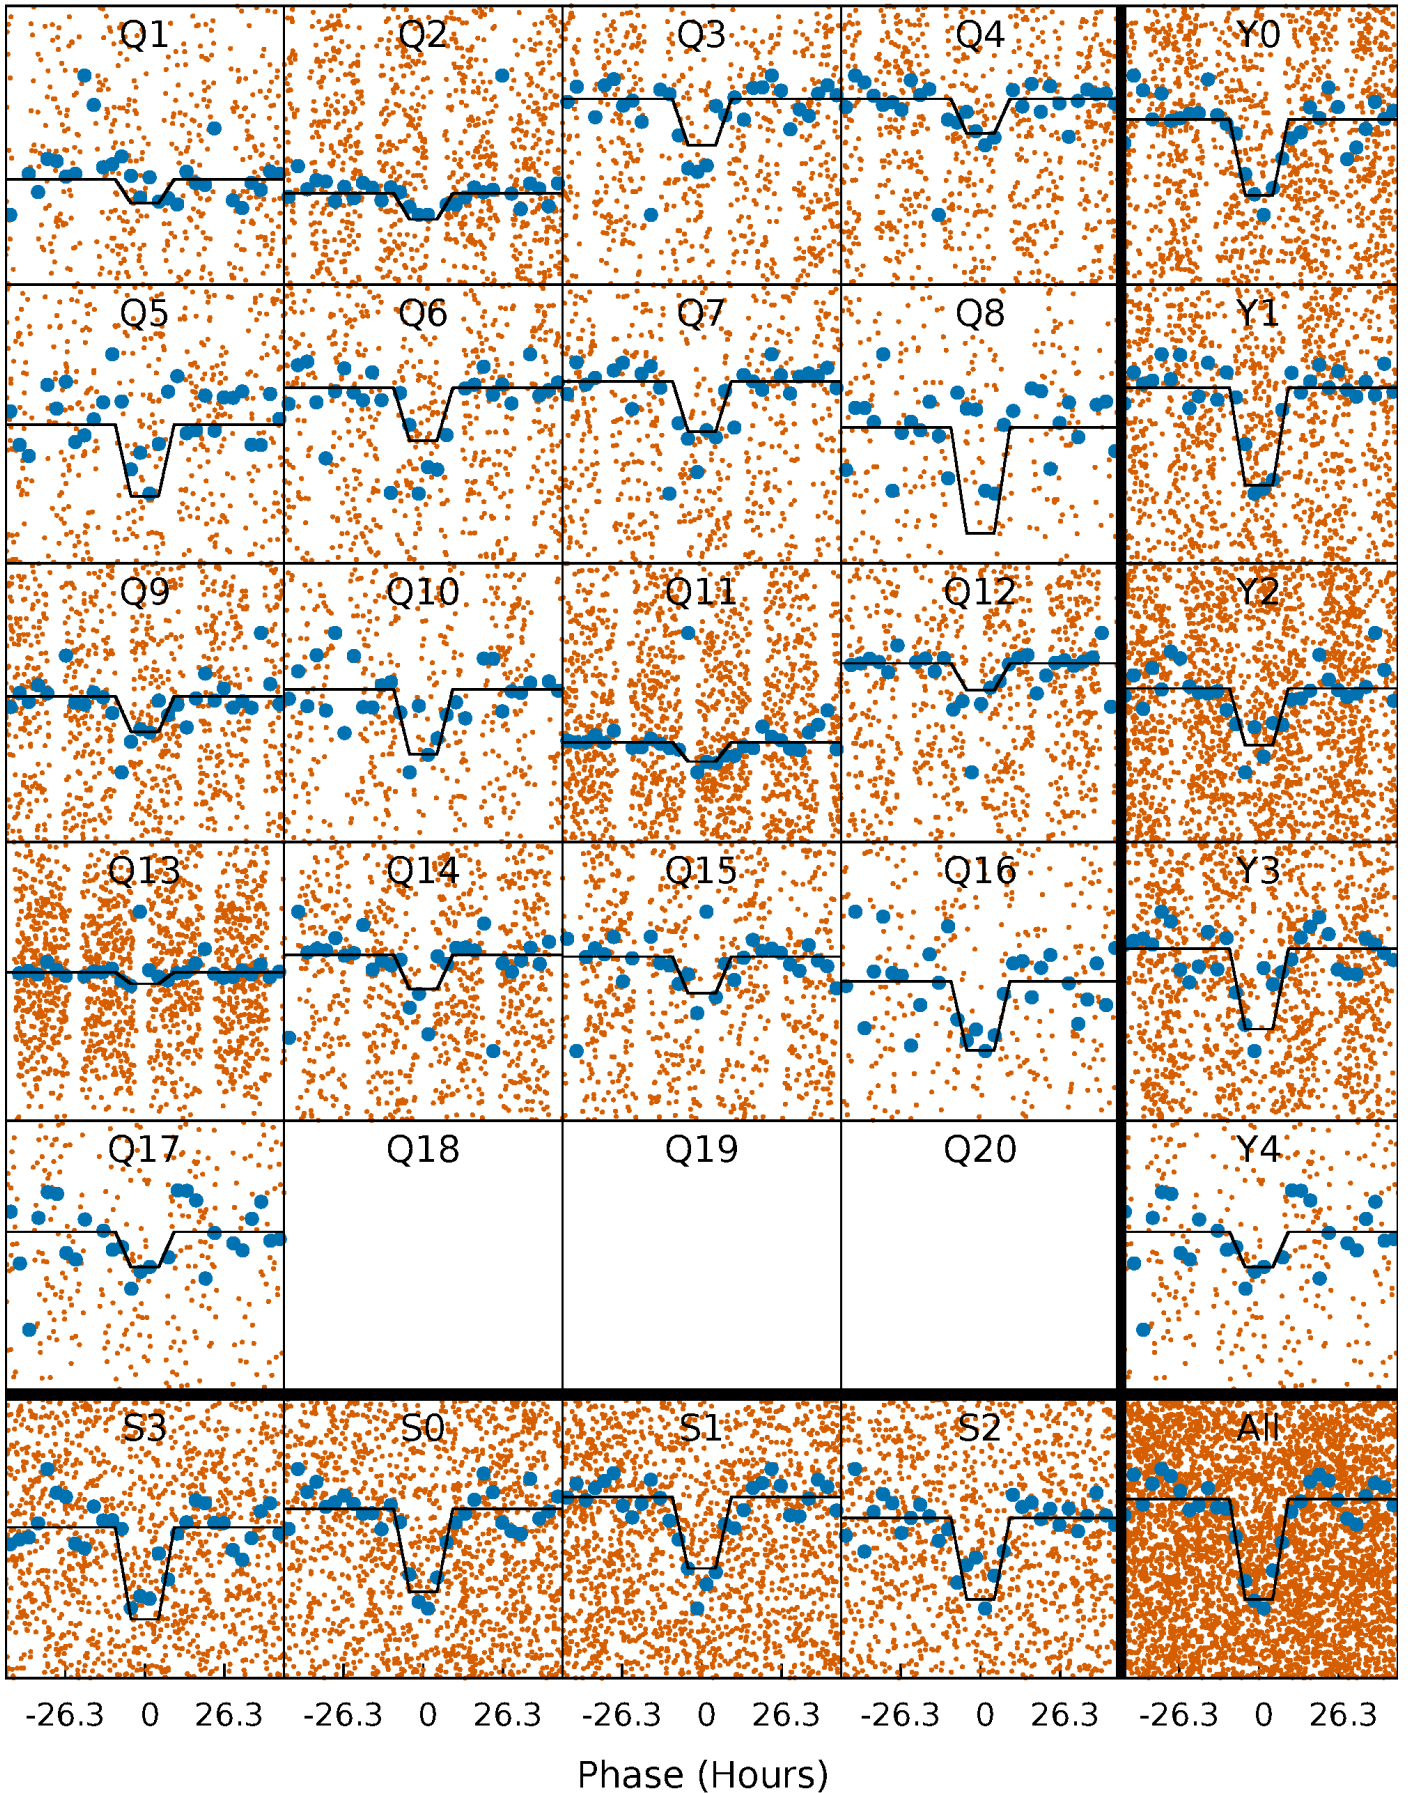 Q1 Q2 Q3 Q4 Y0
Q5 Q6 Q7 Q8 Y1
Q9 Q10 Q11 Q12 Y2
Q13 Q14 Q15 Q16 Y3
Q17 Q18 Q19 Q20 Y4
S3 S0 S1 S2 All
-26.3 0 26.3 -26.3 0 26.3 -26.3 0 26.3 -26.3 0 26.3 -26.3 0 26.3
Phase (Hours)